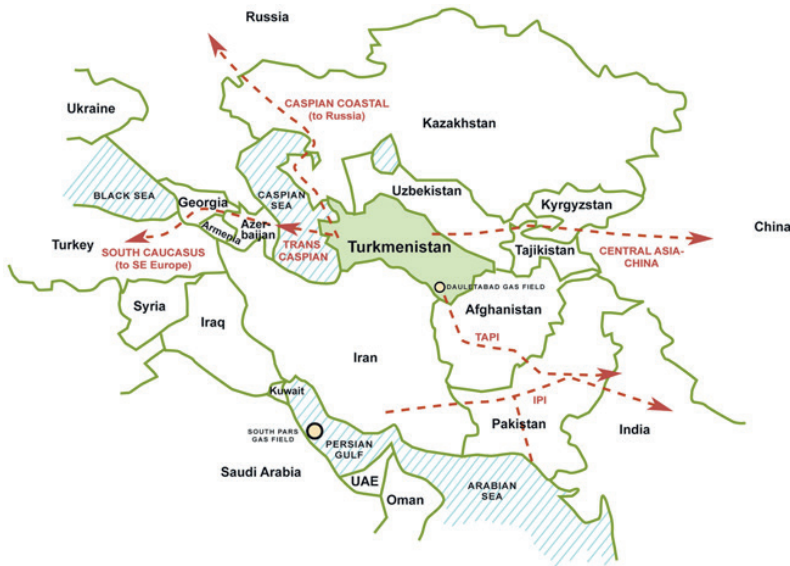 Russia
Ukraine
CASPIAN COASTAL
(to Russia)
Kazakhstan
BLACK SEA
Georgia
CASPIAN
SEA
Uzbekistan
Kyrgyzstan
Armenia
Azer-
baijan
Turkey
SOUTH CAUCASUS
(to SE Europe)
TRANS
CASPIAN
Turkmenistan
Tajikistan
CENTRAL ASIA-
CHINA
China
DAULETABAD GAS FIELD
Syria
Iraq
Afghanistan
TAPI
Iran
Kuwait
IPI
SOUTH PARS
GAS FIELD
PERSIAN
GULF
Pakistan
India
Saudi Arabia
UAE
Oman
ARABIAN
SEA